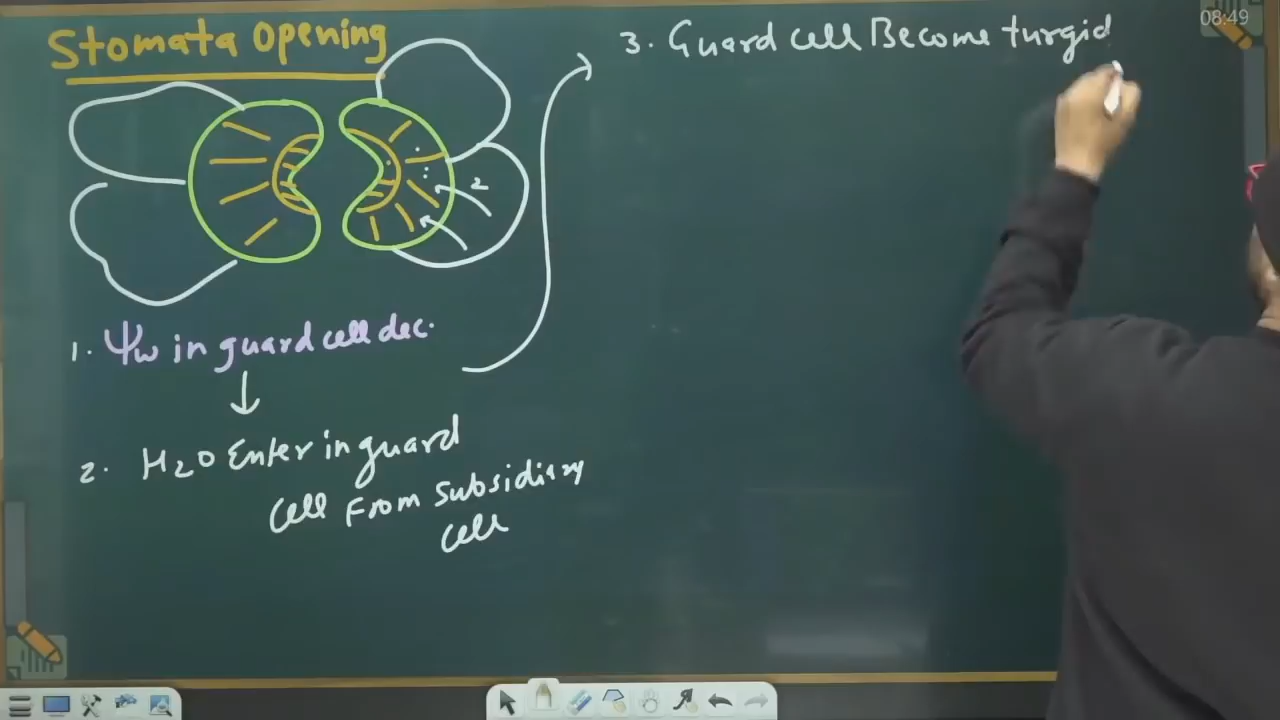 Stomata Opening
2
1. Ψw in guard cell dec.
↓
2. H2O Enter in guard
Cell From Subsidiary
Cell
3. Guard cell Become turgid
08:49